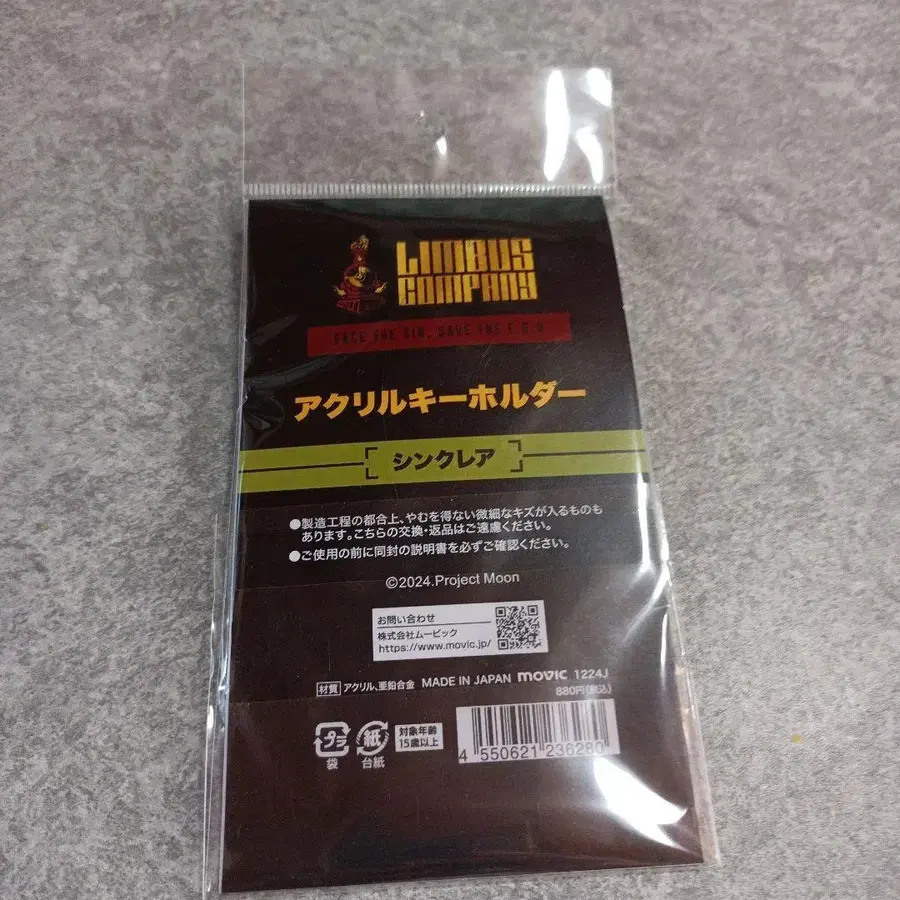 LIMBUS
COMPANY
FACE THE SIN, SAVE THE E.G.O
アクリルキーホルダー
シンクレア
●製造工程の都合上、やむを得ない微細なキズが入るものも
あります。こちらの交換・返品はご遠慮ください。
●ご使用の前に同封の説明書を必ずご確認ください。
©2024.Project Moon
お問い合わせ
株式会社ムービック
https://www.movic.jp/
材質 アクリル、亜鉛合金 MADE IN JAPAN movic 1224J
880円(税込)
プラ
袋
紙
台紙
対象年齢
15歳以上
4 550621 236280